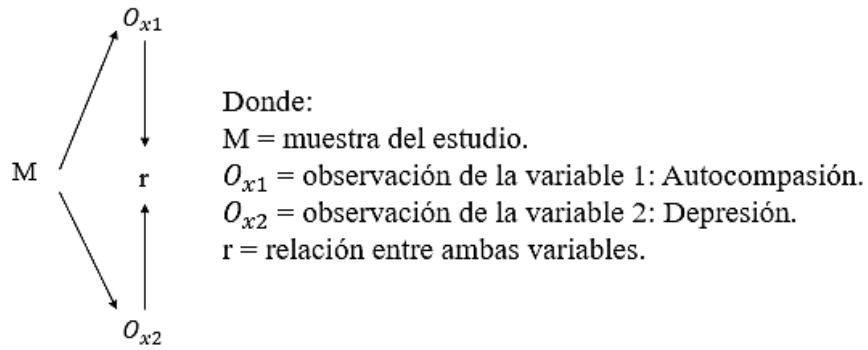 Ox1
Donde:
M = muestra del estudio.
M
r
Ox1 = observación de la variable 1: Autocompasión.
Ox2 = observación de la variable 2: Depresión.
r = relación entre ambas variables.
Ox2